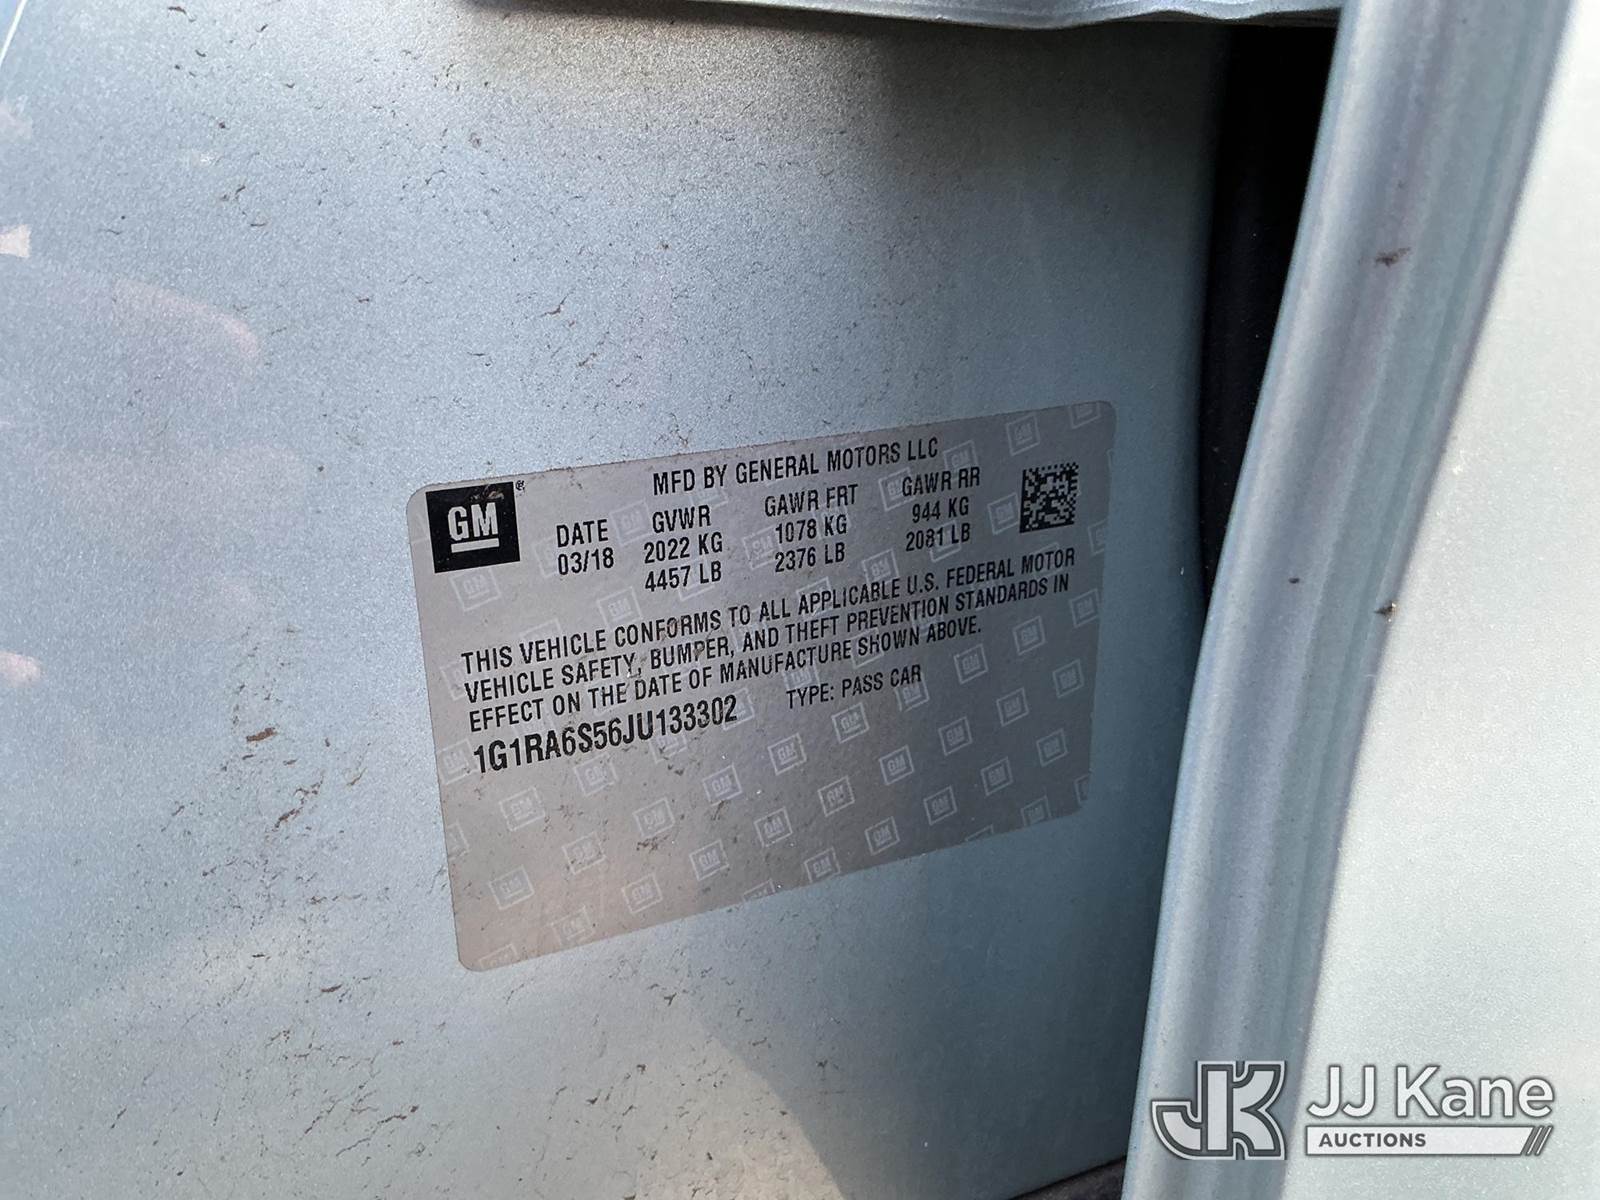 MFD BY GENERAL MOTORS LLC
GM ®
DATE GVWR GAWR FRT GAWR RR
03/18 2022 KG 1078 KG 944 KG
4457 LB 2376 LB 2081 LB
THIS VEHICLE CONFORMS TO ALL APPLICABLE U.S. FEDERAL MOTOR
VEHICLE SAFETY, BUMPER, AND THEFT PREVENTION STANDARDS IN
EFFECT ON THE DATE OF MANUFACTURE SHOWN ABOVE.
1G1RA6S56JU133302 TYPE: PASS CAR
JK JJ Kane
AUCTIONS